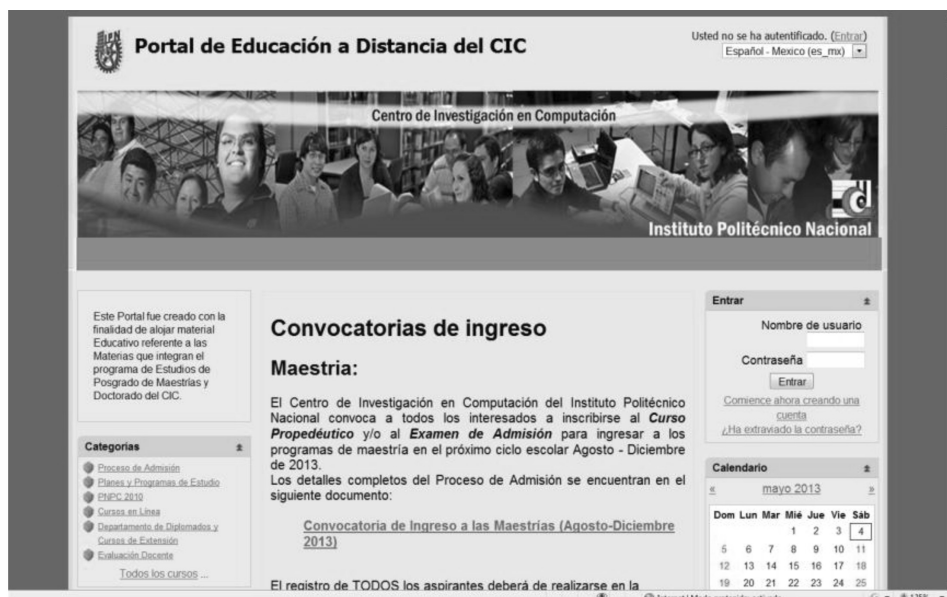 Portal de Educación a Distancia del CIC
Usted no se ha autentificado. (Entrar)
Español - Mexico (es_mx)
Centro de Investigación en Computación
Instituto Politécnico Nacional
Este Portal fue creado con la
finalidad de alojar material
Educativo referente a las
Materias que integran el
programa de Estudios de
Posgrado de Maestrías y
Doctorado del CIC.
Categorías
Proceso de Admisión
Planes y Programas de Estudio
PNPC 2010
Cursos en Línea
Departamento de Diplomados y
Cursos de Extensión
Evaluación Docente
Todos los cursos ...
Convocatorias de ingreso
Maestria:
El Centro de Investigación en Computación del Instituto Politécnico
Nacional convoca a todos los interesados a inscribirse al Curso
Propedéutico y/o al Examen de Admisión para ingresar a los
programas de maestría en el próximo ciclo escolar Agosto - Diciembre
de 2013.
Los detalles completos del Proceso de Admisión se encuentran en el
siguiente documento:
Convocatoria de Ingreso a las Maestrías (Agosto-Diciembre
2013)
El registro de TODOS los aspirantes deberá de realizarse en la
Entrar
Nombre de usuario
Contraseña
Entrar
Comience ahora creando una
cuenta
¿Ha extraviado la contraseña?
Calendario
« mayo 2013 »
Dom Lun Mar Mié Jue Vie Sáb
1 2 3 4
5 6 7 8 9 10 11
12 13 14 15 16 17 18
19 20 21 22 23 24 25